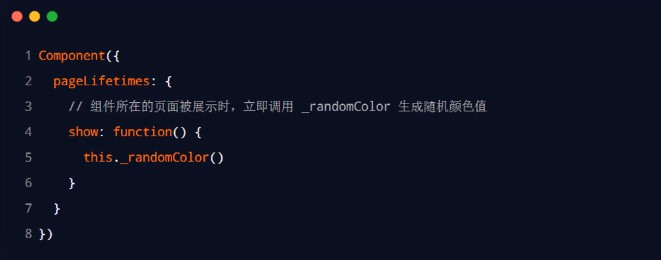 1 Component({
2   pageLifetimes: {
3     // 组件所在的页面被展示时，立即调用 _randomColor 生成随机颜色值
4     show: function() {
5       this._randomColor()
6     }
7   }
8 })